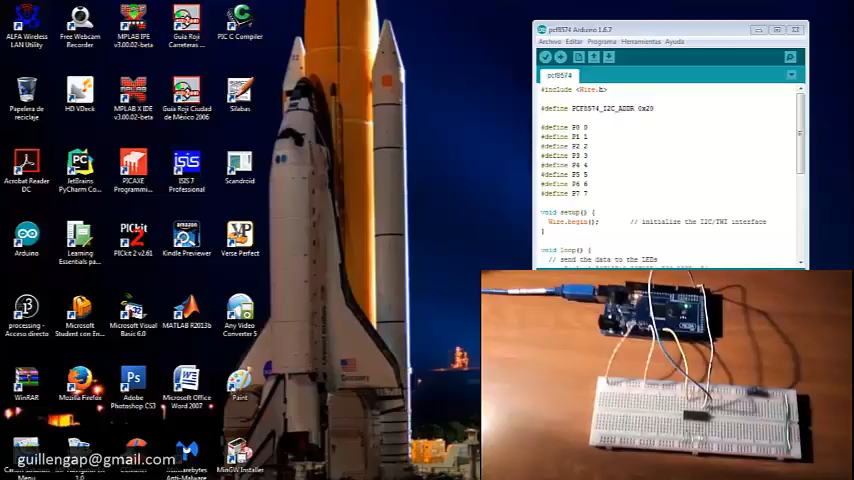 ALFA Wireless
LAN Utility
Free Webcam
Recorder
MPLAB IPE
v3.00.02-beta
Guia Roji
Carreteras ...
PIC C Compiler
Papelera de
reciclaje
HD VDeck
MPLAB X IDE
v3.00.02-beta
Guia Roji Ciudad
de México 2006
Silabas
Acrobat Reader
DC
JetBrains
PyCharm Co...
PICAXE
Programmi...
ISIS 7
Professional
Scandroid
Arduino
Learning
Essentials pa...
PICkit 2 v2.61
Kindle Previewer
Verse Perfect
processing -
Acceso directo
Microsoft
Student con En...
Microsoft Visual
Basic 6.0
MATLAB R2013b
Any Video
Converter 5
WinRAR
Mozilla Firefox
Adobe
Photoshop CS3
Microsoft Office
Word 2007
Paint
Malwarebytes
Anti-Malware
MinGW Installer
guillengap@gmail.com
pcf8574 Arduino 1.6.7
Archivo Editar Programa Herramientas Ayuda
pcf8574
#include <Wire.h>
#define PCF8574_I2C_ADDR 0x20
#define P0 0
#define P1 1
#define P2 2
#define P3 3
#define P4 4
#define P5 5
#define P6 6
#define P7 7
void setup() {
Wire.begin(); // initialize the I2C/TWI interface
}
void loop() {
// send the data to the LEDs